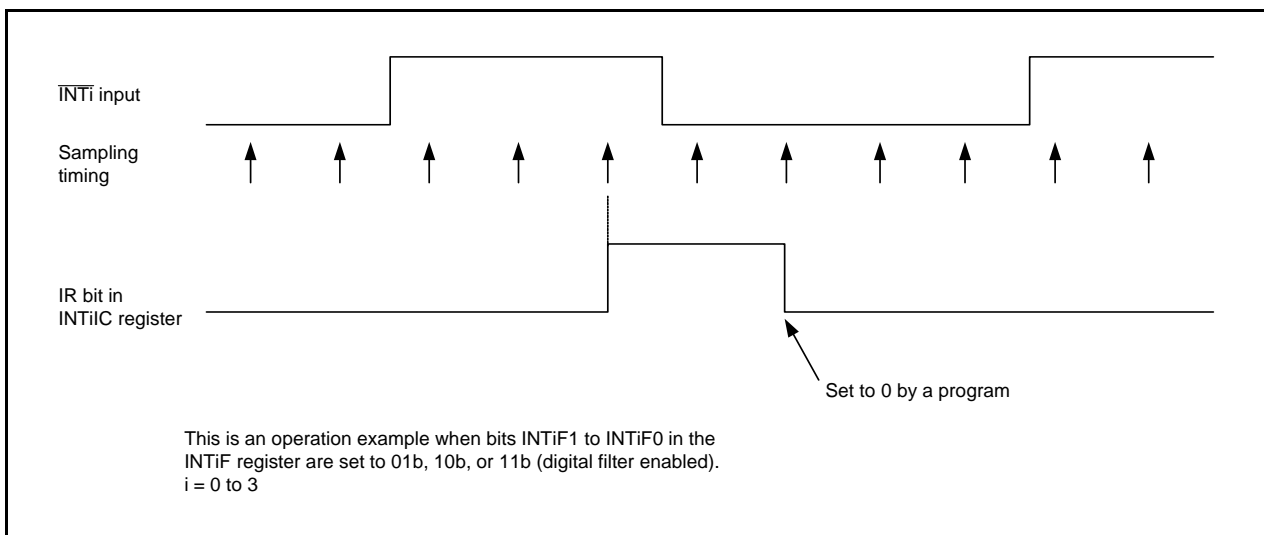 INTi input
Sampling
timing
IR bit in
INTiIC register
Set to 0 by a program
This is an operation example when bits INTiF1 to INTiF0 in the
INTiF register are set to 01b, 10b, or 11b (digital filter enabled).
i = 0 to 3